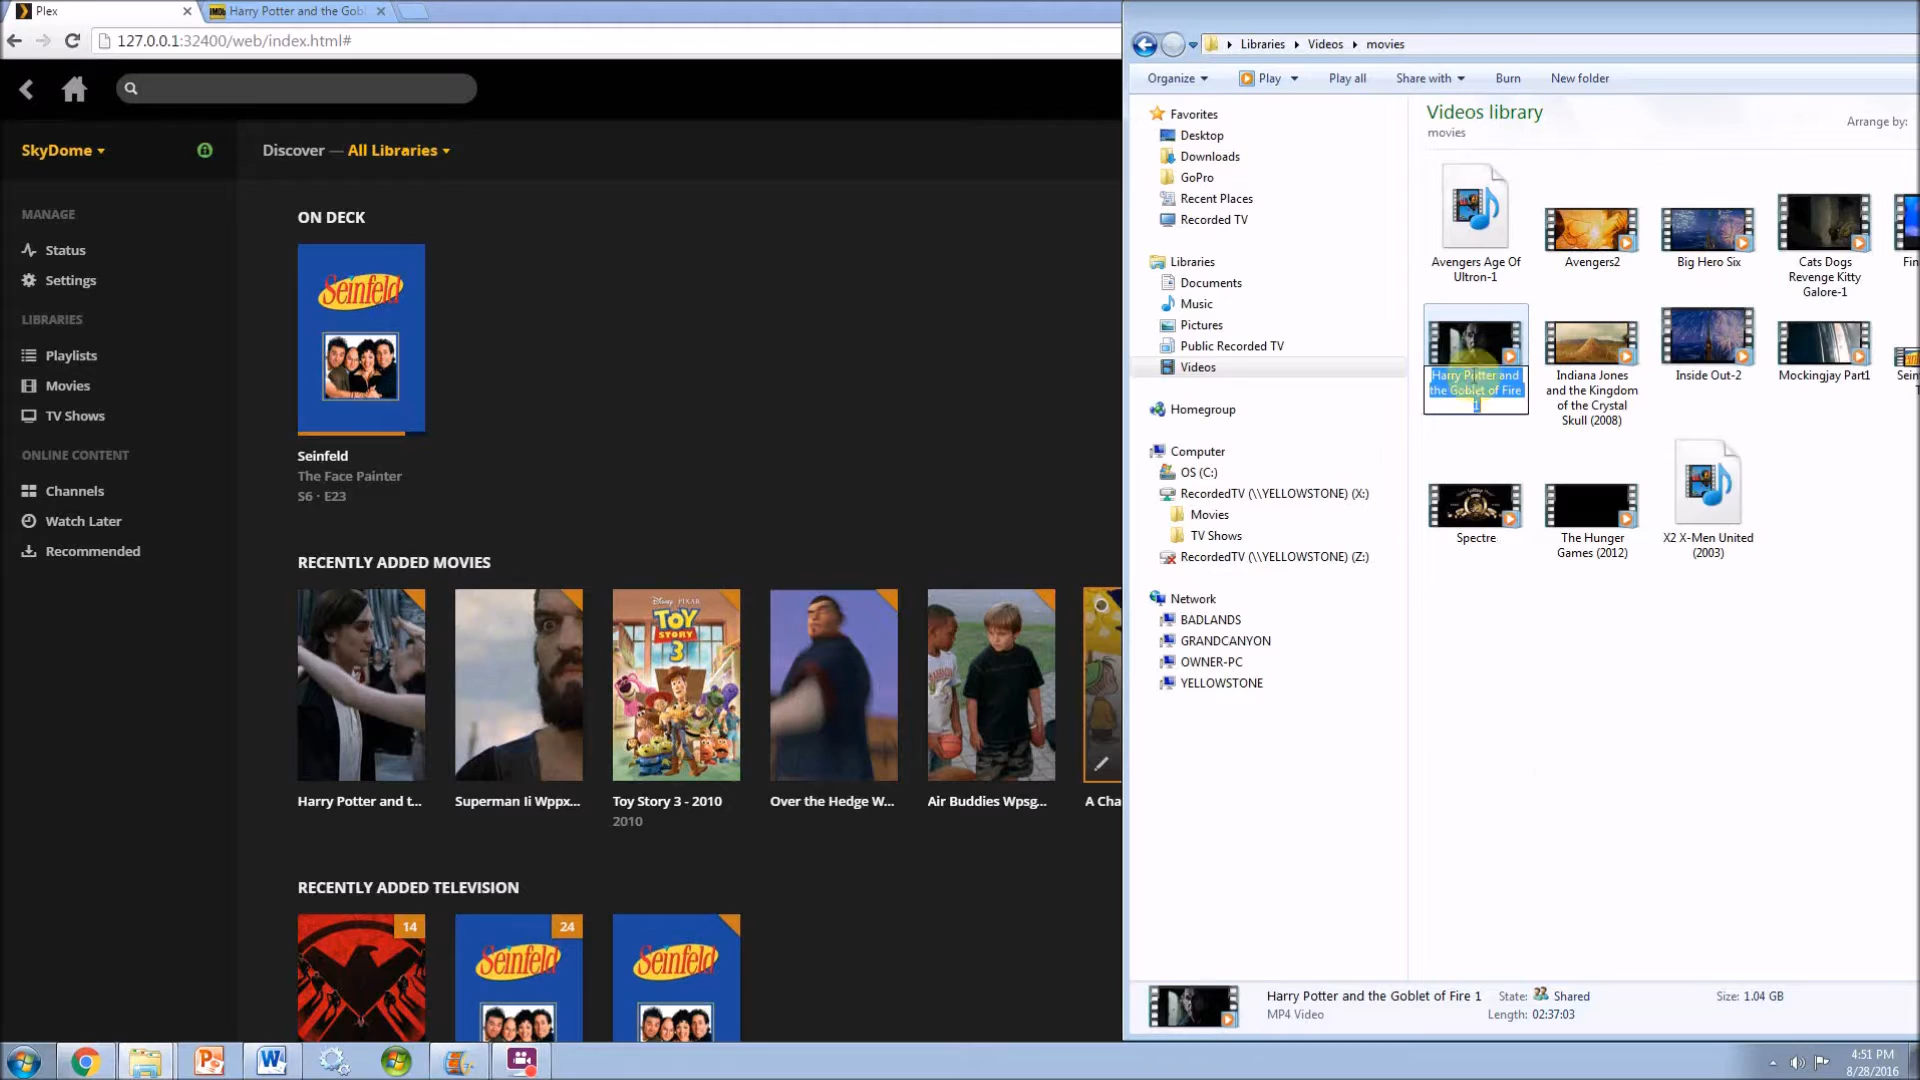 Plex
Harry Potter and the Gobl
127.0.0.1:32400/web/index.html#
SkyDome
Discover — All Libraries
MANAGE
Status
Settings
LIBRARIES
Playlists
Movies
TV Shows
ONLINE CONTENT
Channels
Watch Later
Recommended
ON DECK
Seinfeld
Seinfeld
The Face Painter
S6 · E23
RECENTLY ADDED MOVIES
Disney PIXAR
TOY
STORY
3
Harry Potter and t...
Superman Ii Wppx...
Toy Story 3 - 2010
2010
Over the Hedge W...
Air Buddies Wpsg...
A Cha
RECENTLY ADDED TELEVISION
14
24
Seinfeld
Seinfeld
Libraries
Videos
movies
Organize
Play
Play all
Share with
Burn
New folder
Favorites
Desktop
Downloads
GoPro
Recent Places
Recorded TV
Libraries
Documents
Music
Pictures
Public Recorded TV
Videos
Homegroup
Computer
OS (C:)
RecordedTV (\\YELLOWSTONE) (X:)
Movies
TV Shows
RecordedTV (\\YELLOWSTONE) (Z:)
Network
BADLANDS
GRANDCANYON
OWNER-PC
YELLOWSTONE
Videos library
movies
Arrange by:
Avengers Age Of
Ultron-1
Avengers2
Big Hero Six
Cats Dogs
Revenge Kitty
Galore-1
Fin
Harry Potter and
the Goblet of Fire
1
Indiana Jones
and the Kingdom
of the Crystal
Skull (2008)
Inside Out-2
Mockingjay Part1
Sein
Spectre
The Hunger
Games (2012)
X2 X-Men United
(2003)
Harry Potter and the Goblet of Fire 1
State: Shared
Size: 1.04 GB
MP4 Video
Length: 02:37:03
4:51 PM
8/28/2016